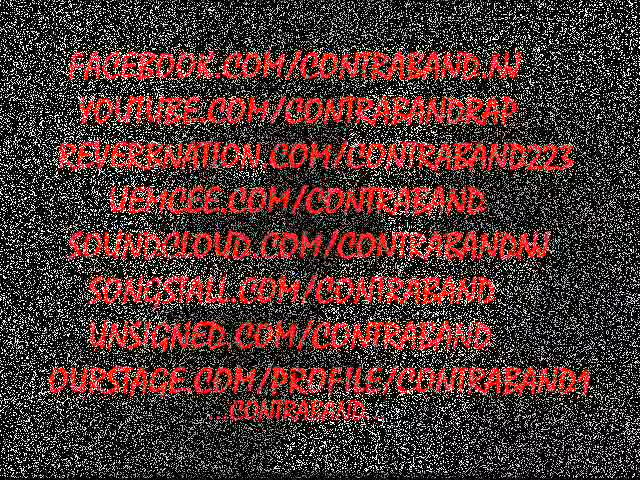 FACEBOOK.COM/CONTRABAND.NJ
YOUTUBE.COM/CONTRABANDRAP
REVERBNATION.COM/CONTRABAND223
UEMCEE.COM/CONTRABAND
SOUNDCLOUD.COM/CONTRABANDNJ
SONGSTALL.COM/CONTRABAND
UNSIGNED.COM/CONTRABAND
OURSTAGE.COM/PROFILE/CONTRABAND1
...CONTRABAND...